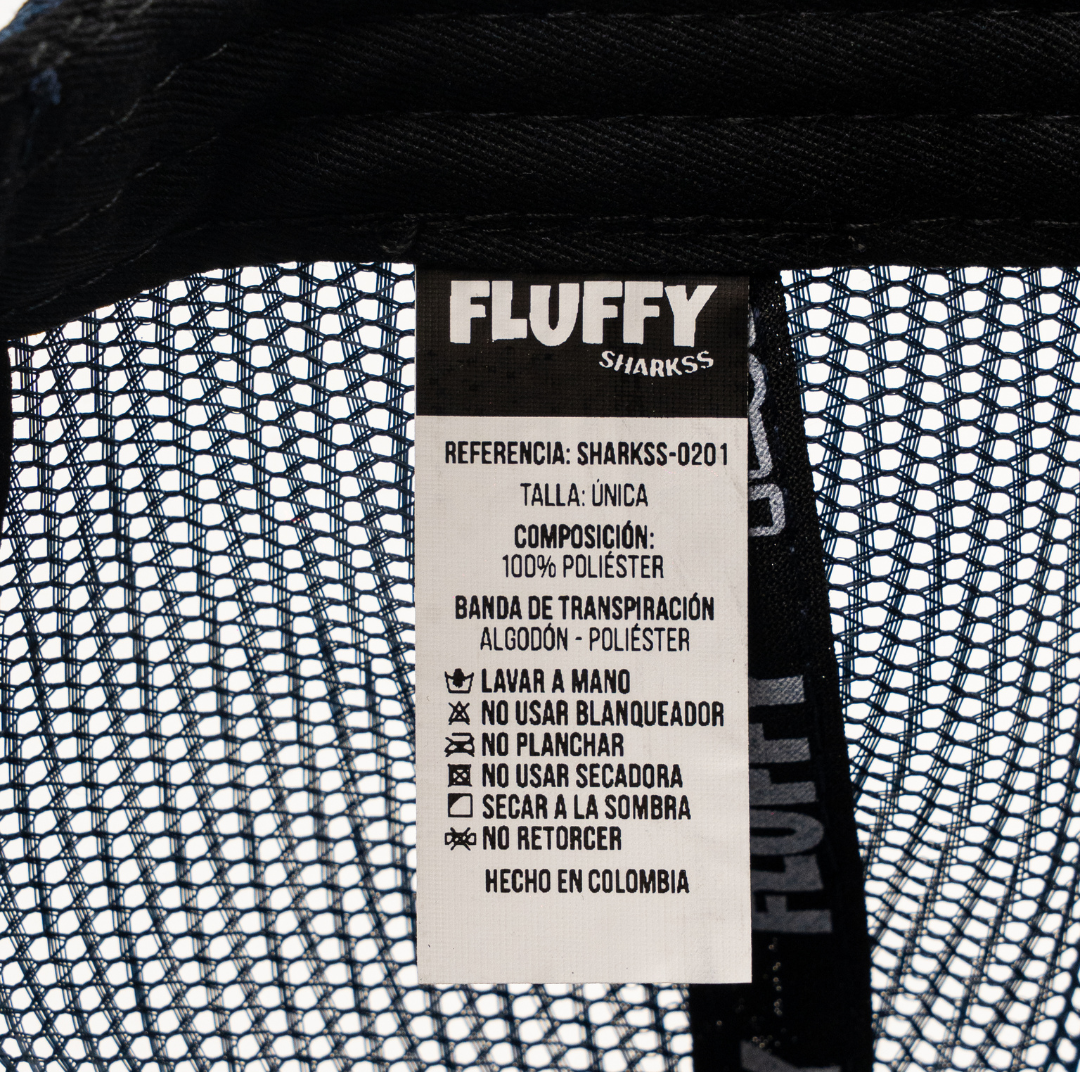 FLUFFY
SHARKSS
REFERENCIA: SHARKSS-0201
TALLA: ÚNICA
COMPOSICIÓN:
100% POLIÉSTER
BANDA DE TRANSPIRACIÓN
ALGODÓN - POLIÉSTER
LAVAR A MANO
NO USAR BLANQUEADOR
NO PLANCHAR
NO USAR SECADORA
SECAR A LA SOMBRA
NO RETORCER
HECHO EN COLOMBIA
FLUFFY